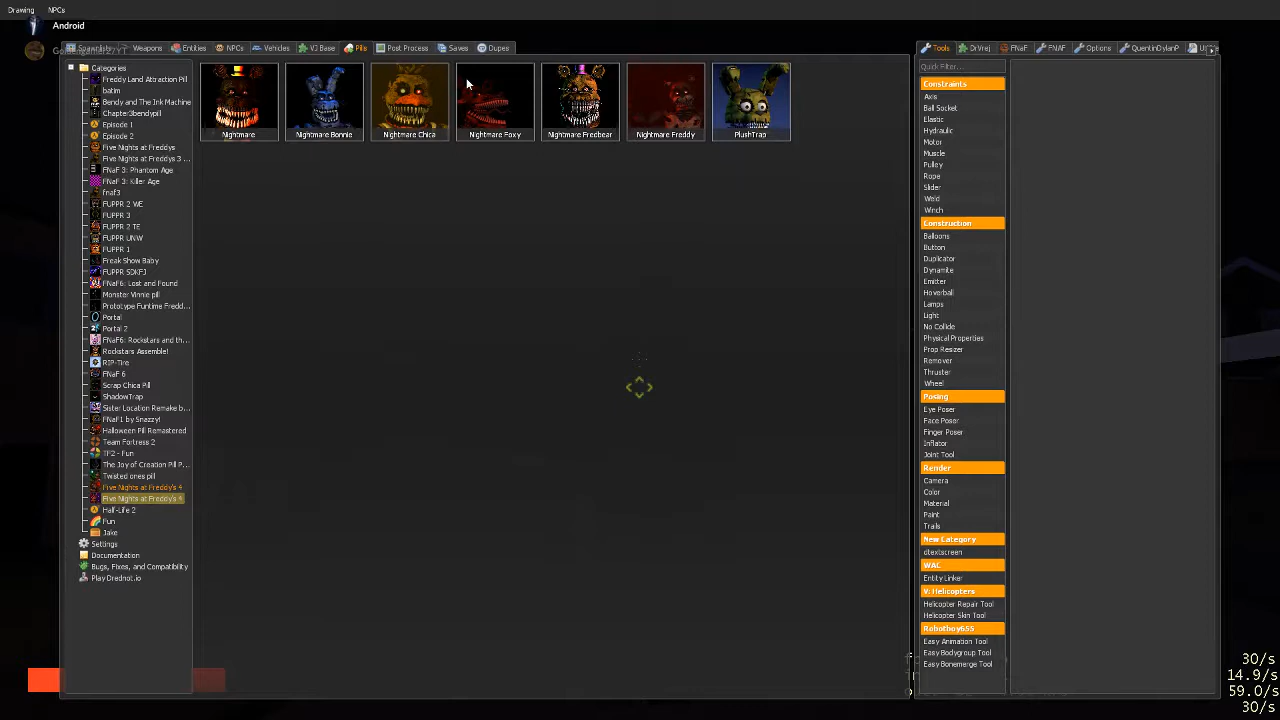 Drawing NPCs
Android
Weapons Entities NPCs Vehicles VJ Base Pills Post Process Saves Dupes
Categories
Freddy Land Attraction Pill
batim
Bendy and The Ink Machine
Chapter3bendypill
Episode 1
Episode 2
Five Nights at Freddys
Five Nights at Freddys 3 ...
FNaF 3: Phantom Age
FNaF 3: Killer Age
fnaf3
FUPPR 2 WE
FUPPR 3
FUPPR 2 TE
FUPPR UNW
FUPPR 1
Freak Show Baby
FUPPR SDKFJ
FNaF6: Lost and Found
Monster Vinnie pill
Prototype Funtime Fredd...
Portal
Portal 2
FNaF6: Rockstars and th...
Rockstars Assemble!
RIP-Tire
FNaF 6
Scrap Chica Pill
ShadowTrap
Sister Location Remake b...
FNAF1 by Snazzy!
Halloween Pill Remastered
Team Fortress 2
TF2 - Fun
The Joy of Creation Pill P...
Twisted ones pill
Five Nights at Freddy's 4
Five Nights at Freddy's 4
Half-Life 2
Fun
Jake
Settings
Documentation
Bugs, Fixes, and Compatibility
Play Drednot.io
Nightmare Nightmare Bonnie Nightmare Chica Nightmare Foxy Nightmare Fredbear Nightmare Freddy PlushTrap
Tools DrVrej FNaF FNAF Options QuentinDylanP
Quick Filter...
Constraints
Axis
Ball Socket
Elastic
Hydraulic
Motor
Muscle
Pulley
Rope
Slider
Weld
Winch
Construction
Balloons
Button
Duplicator
Dynamite
Emitter
Hoverball
Lamps
Light
No Collide
Physical Properties
Prop Resizer
Remover
Thruster
Wheel
Posing
Eye Poser
Face Poser
Finger Poser
Inflator
Joint Tool
Render
Camera
Color
Material
Paint
Trails
New Category
dtextscreen
WAC
Entity Linker
V: Helicopters
Helicopter Repair Tool
Helicopter Skin Tool
Robotboy655
Easy Animation Tool
Easy Bodygroup Tool
Easy Bonemerge Tool
30/s
14.9/s
59.0/s
30/s